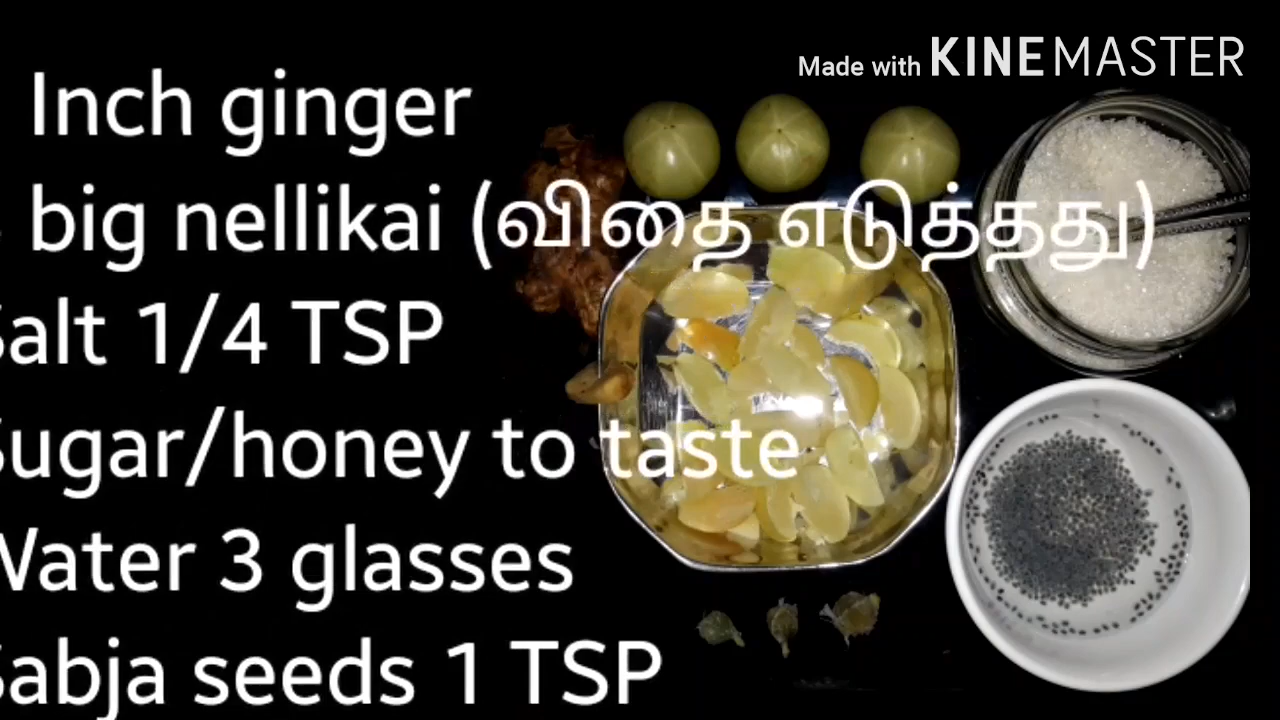 Made with KINEMASTER
Inch ginger
big nellikai (விதை எடுத்தது)
Salt 1/4 TSP
Sugar/honey to taste
Water 3 glasses
Sabja seeds 1 TSP